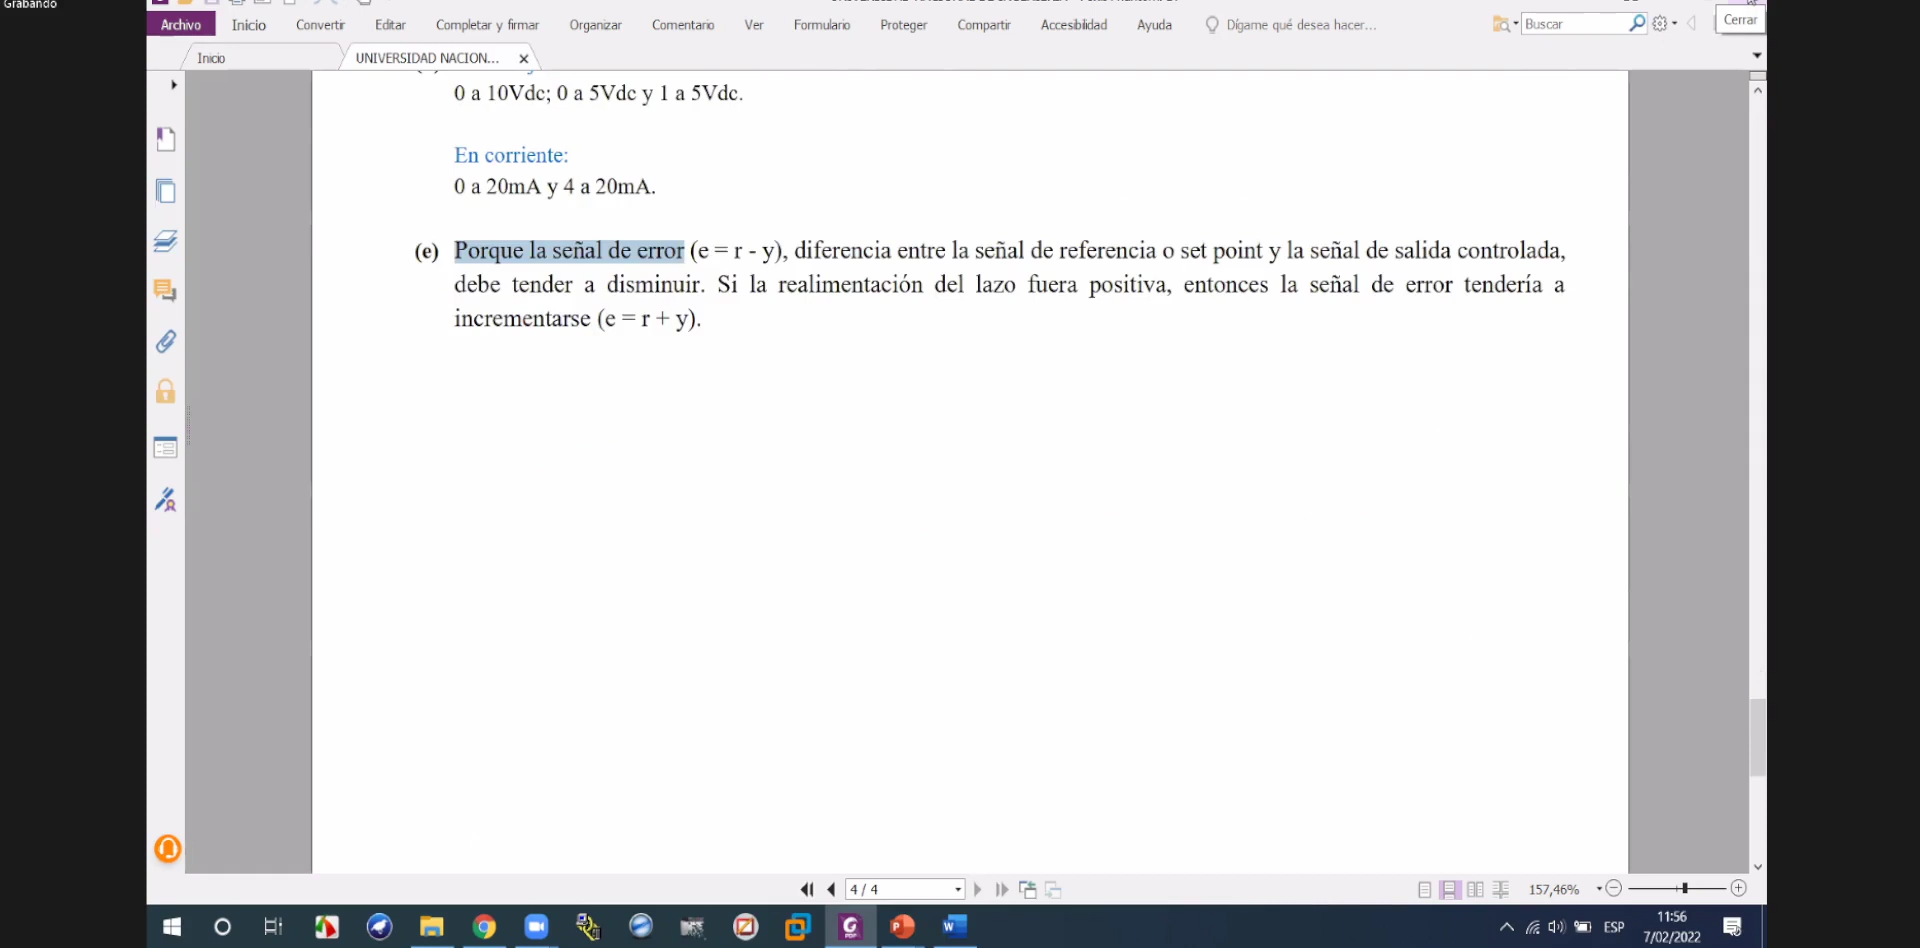 Grabando
Cerrar
Archivo Inicio Convertir Editar Completar y firmar Organizar Comentario Ver Formulario Proteger Compartir Accesibilidad Ayuda Dígame qué desea hacer... Buscar
Inicio UNIVERSIDAD NACION...
0 a 10Vdc; 0 a 5Vdc y 1 a 5Vdc.
En corriente:
0 a 20mA y 4 a 20mA.
(e) Porque la señal de error (e = r - y), diferencia entre la señal de referencia o set point y la señal de salida controlada,
debe tender a disminuir. Si la realimentación del lazo fuera positiva, entonces la señal de error tendería a
incrementarse (e = r + y).
4 / 4 157,46%
ESP 11:56
7/02/2022